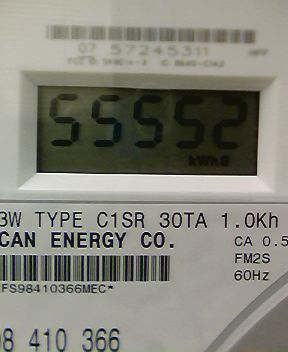 07 57245311
55552
kWh
3W TYPE C1SR 30TA 1.0Kh
CAN ENERGY CO.
CA 0.5
FM2S
60Hz
FS98410366MEC*
98 410 366